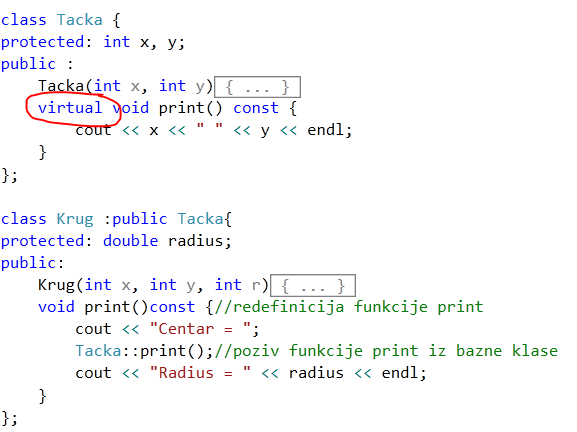 class Tacka {
protected: int x, y;
public :
    Tacka(int x, int y){ ... }
    virtual void print() const {
        cout << x << " " << y << endl;
    }
};

class Krug :public Tacka{
protected: double radius;
public:
    Krug(int x, int y, int r){ ... }
    void print()const {//redefinicija funkcije print
        cout << "Centar = ";
        Tacka::print();//poziv funkcije print iz bazne klase
        cout << "Radius = " << radius << endl;
    }
};